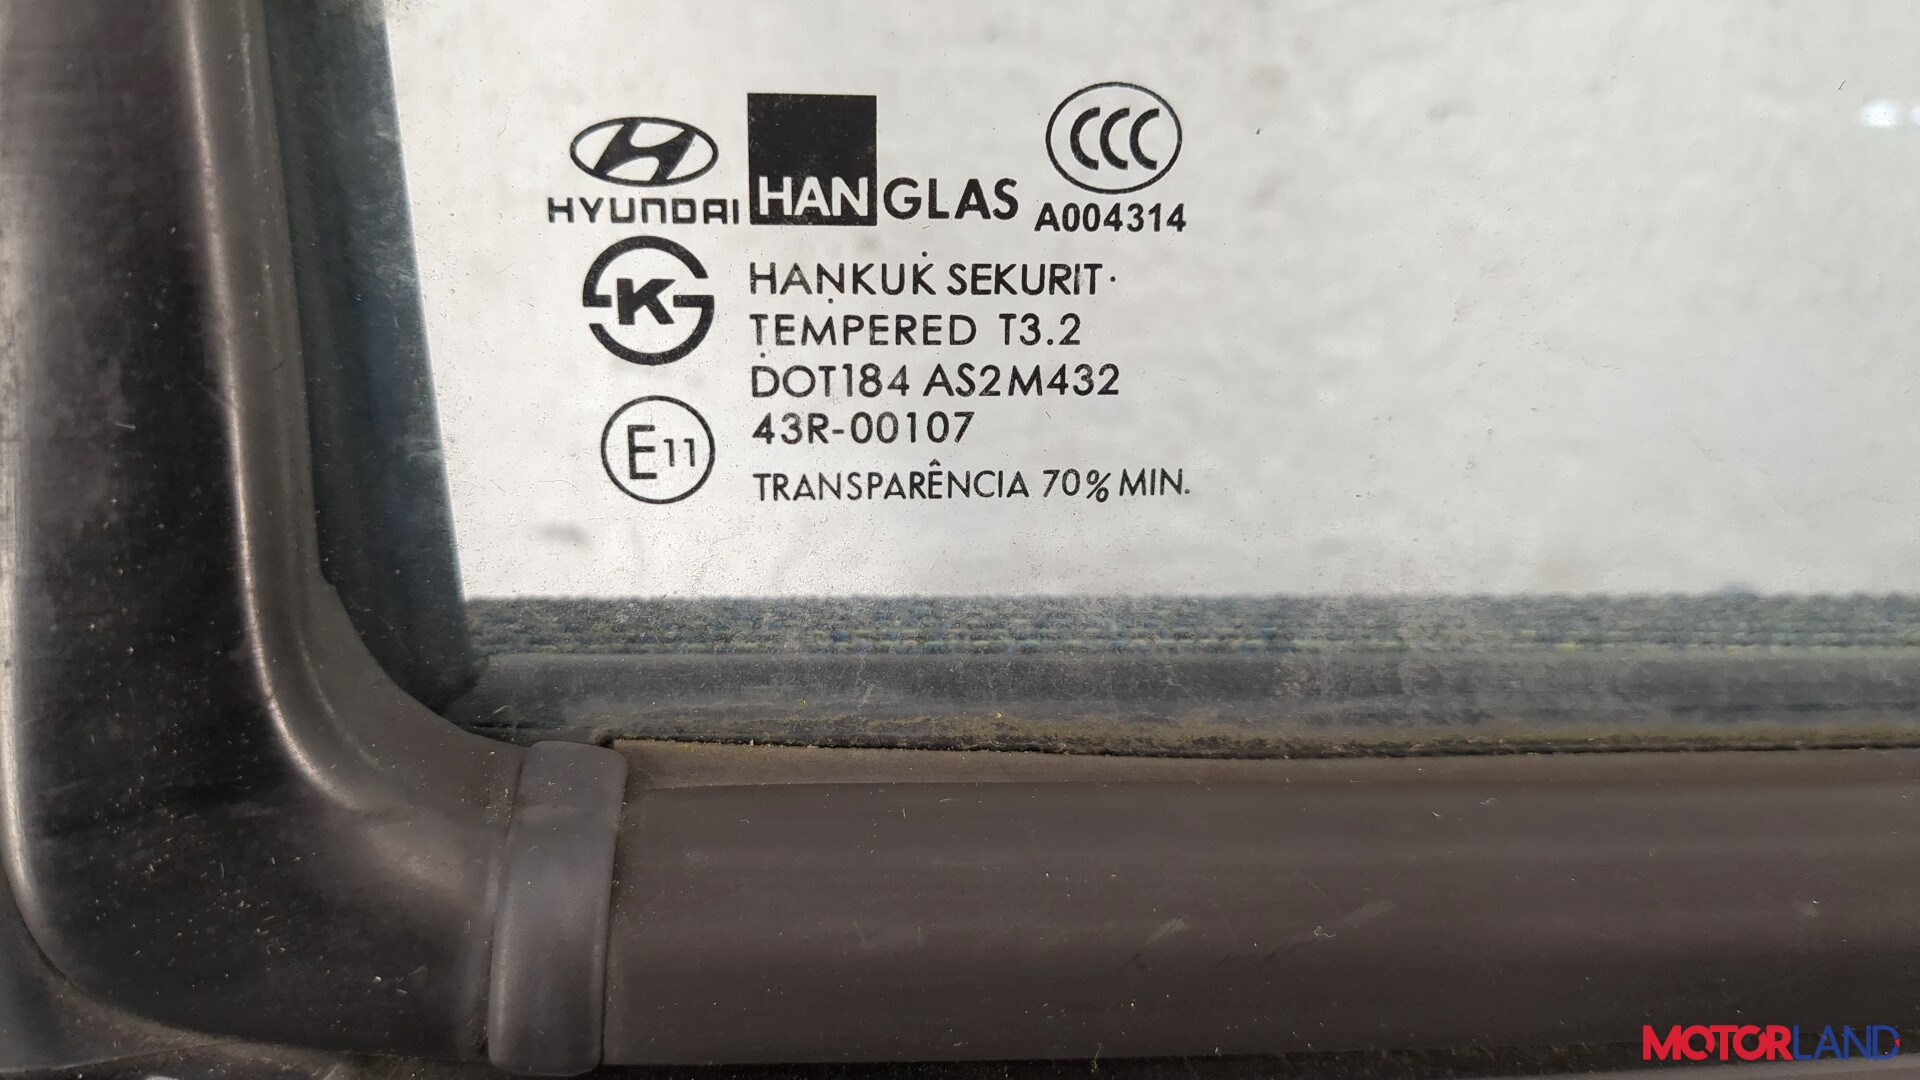 HYUNDAI HANGLAS CCC
A004314
K
HANKUK SEKURIT
TEMPERED T3.2
DOT184 AS2M432
E11 43R-00107
TRANSPARÊNCIA 70% MIN.
MOTORLAND